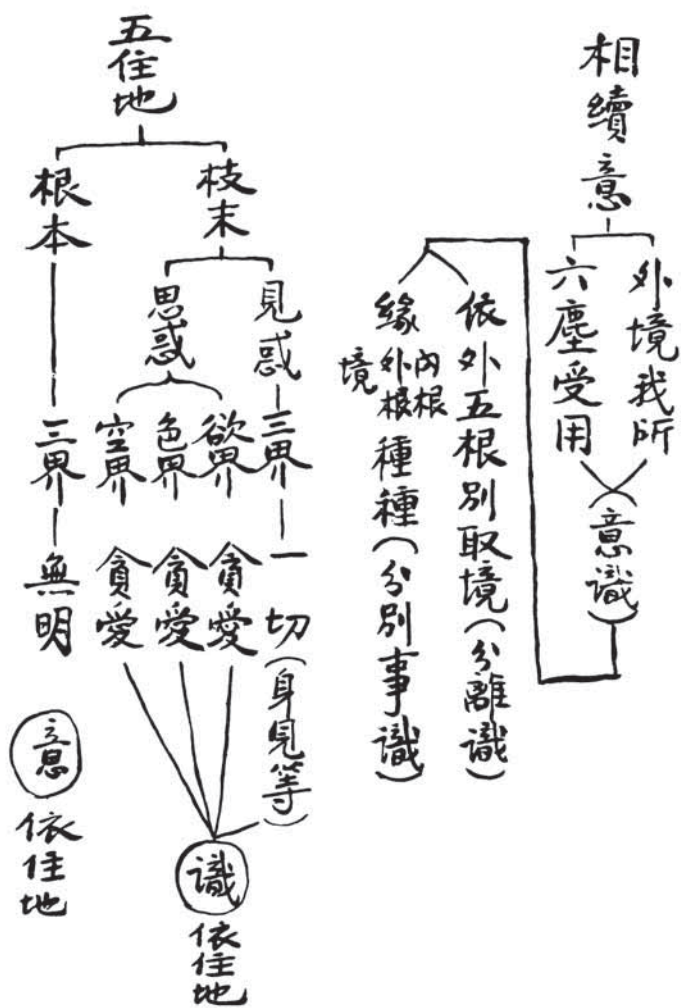 相續意
外境我所
六塵受用
(意識)
依外五根別取境(分離識)
緣外根種種(分別事識)
內根
境
五住地
枝末
根本
見惑
思惑
三界
欲界
色界
空界
三界
一切(身見等)
貪愛
貪愛
貪愛
無明
識
依住地
意
依住地